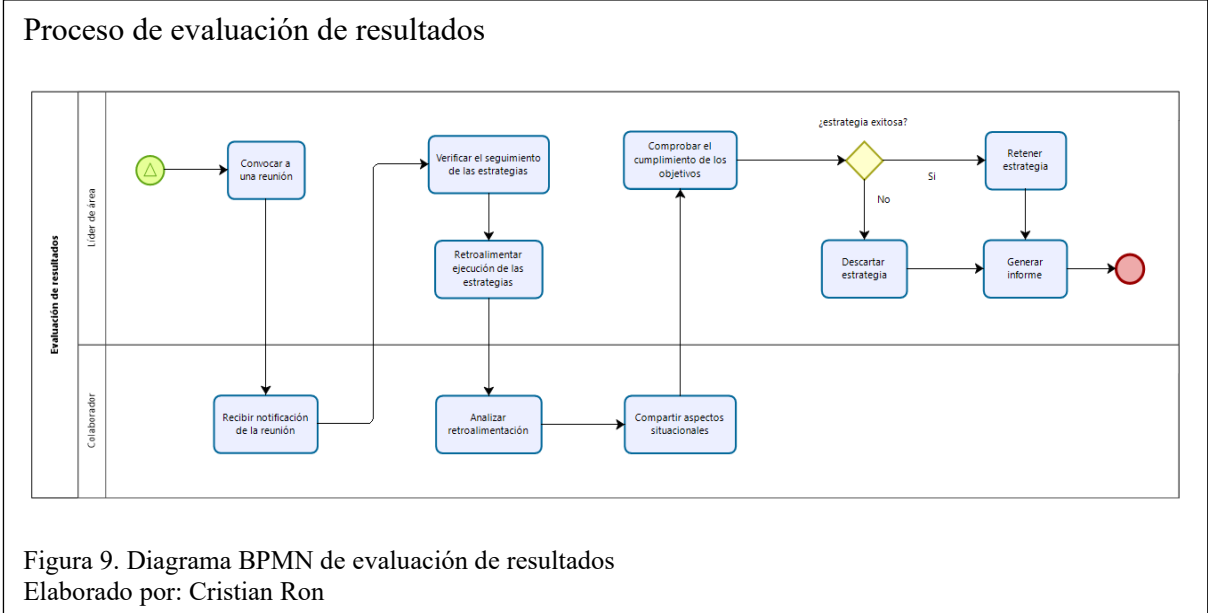 Proceso de evaluación de resultados
Evaluación de resultados
Líder de área
Convocar a
una reunión
Verificar el seguimiento
de las estrategias
Retroalimentar
ejecución de las
estrategias
Comprobar el
cumplimiento de los
objetivos
¿estrategia exitosa?
Si
No
Retener
estrategia
Descartar
estrategia
Generar
informe
Colaborador
Recibir notificación
de la reunión
Analizar
retroalimentación
Compartir aspectos
situacionales
Figura 9. Diagrama BPMN de evaluación de resultados
Elaborado por: Cristian Ron